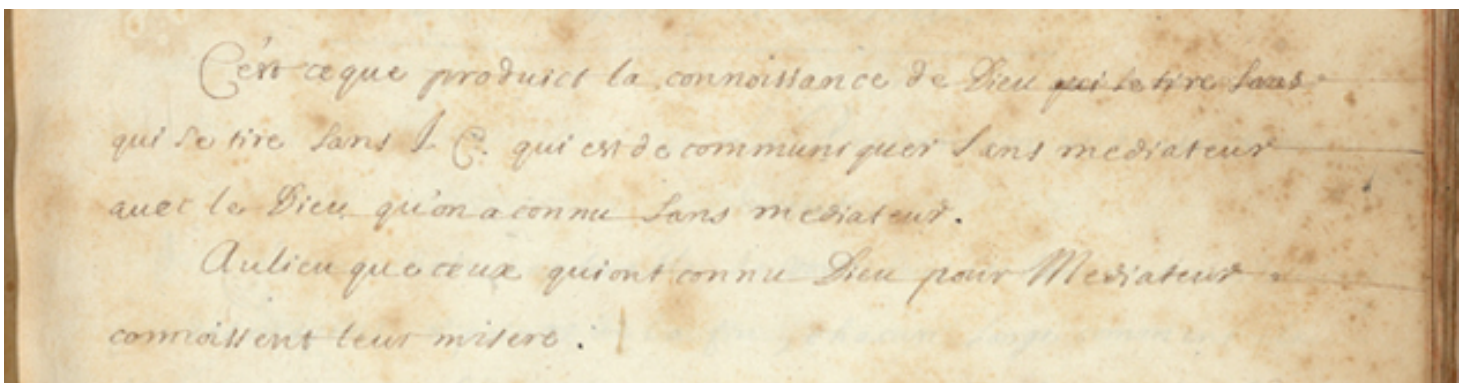 C'est ce que produict la connoissance de Dieu qui se tire sans
qui se tire sans J. C. qui est de communiquer sans mediateur
avec le Dieu qu'on a connu sans mediateur.
Au lieu que ceux qui ont connu Dieu pour Mediateur
connoissent leur misere.